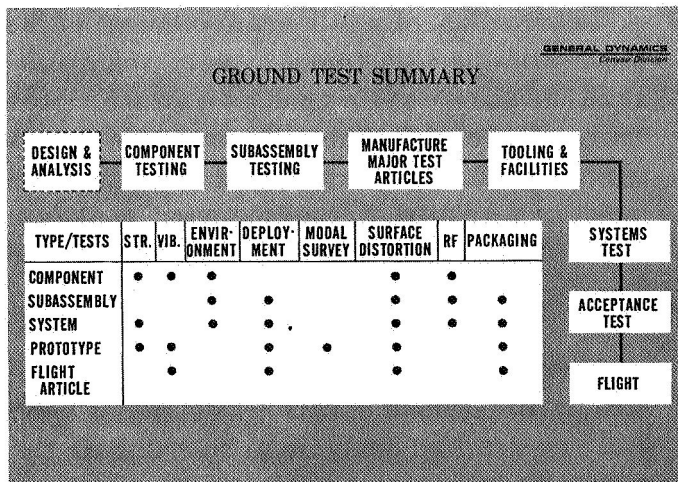 GENERAL DYNAMICS
Convair Division
GROUND TEST SUMMARY
DESIGN &
ANALYSIS
COMPONENT
TESTING
SUBASSEMBLY
TESTING
MANUFACTURE
MAJOR TEST
ARTICLES
TOOLING &
FACILITIES
SYSTEMS
TEST
ACCEPTANCE
TEST
FLIGHT
TYPE/TESTS
STR.
VIB.
ENVIR-
ONMENT
DEPLOY-
MENT
MODAL
SURVEY
SURFACE
DISTORTION
RF
PACKAGING
COMPONENT
SUBASSEMBLY
SYSTEM
PROTOTYPE
FLIGHT
ARTICLE